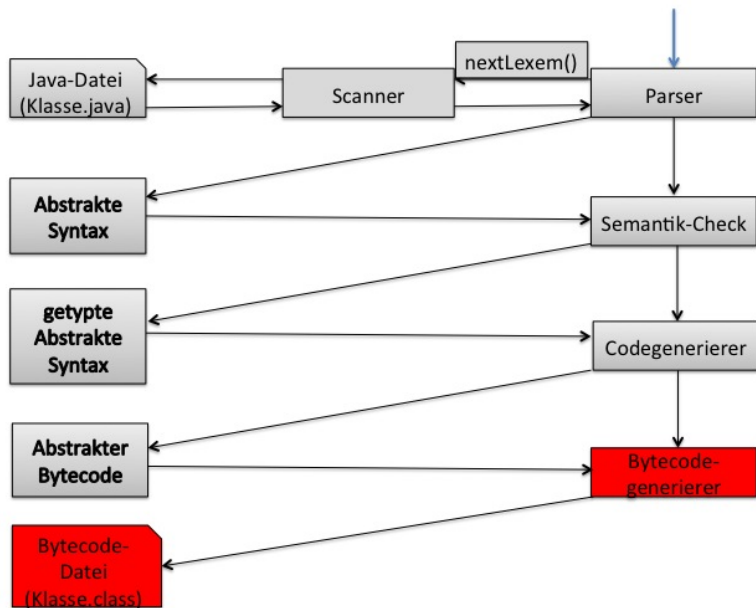 nextLexem()
Java-Datei
(Klasse.java)
Scanner
Parser
Abstrakte
Syntax
Semantik-Check
getypte
Abstrakte
Syntax
Codegenerierer
Abstrakter
Bytecode
Bytecode-
generierer
Bytecode-
Datei
(Klasse.class)